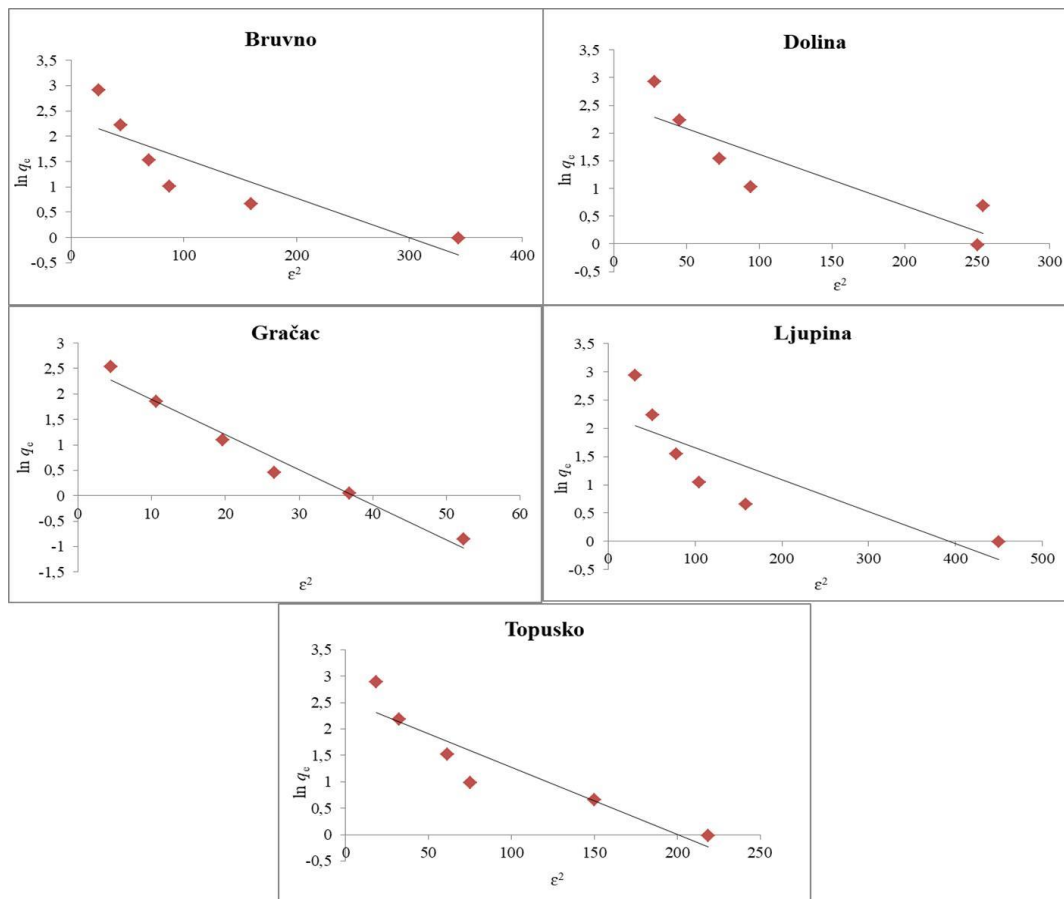 Bruvno
3,5
3
2,5
2
1,5
1
0,5
0
-0,5
0 100 200 300 400
ln qe
ε²
Dolina
3,5
3
2,5
2
1,5
1
0,5
0
-0,5
0 50 100 150 200 250 300
ln qe
ε²
Gračac
3
2,5
2
1,5
1
0,5
0
-0,5
-1
-1,5
0 10 20 30 40 50 60
ln qe
ε²
Ljupina
3,5
3
2,5
2
1,5
1
0,5
0
-0,5
0 100 200 300 400 500
ln qe
ε²
Topusko
3,5
3
2,5
2
1,5
1
0,5
0
-0,5
0 50 100 150 200 250
ln qe
ε²